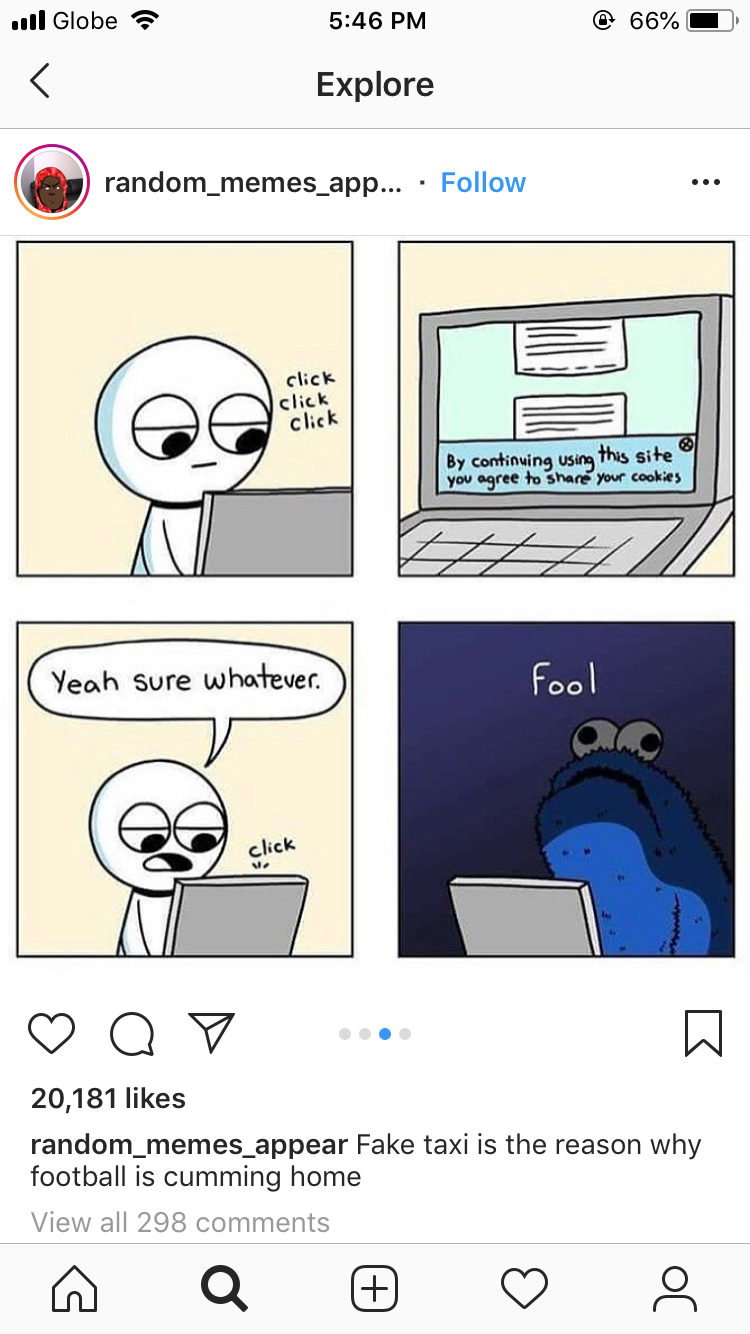 Globe 5:46 PM 66%
Explore
random_memes_app... · Follow
click
click
click
By continuing using this site
you agree to share your cookies
Yeah sure whatever.
click
Fool
20,181 likes
random_memes_appear Fake taxi is the reason why
football is cumming home
View all 298 comments